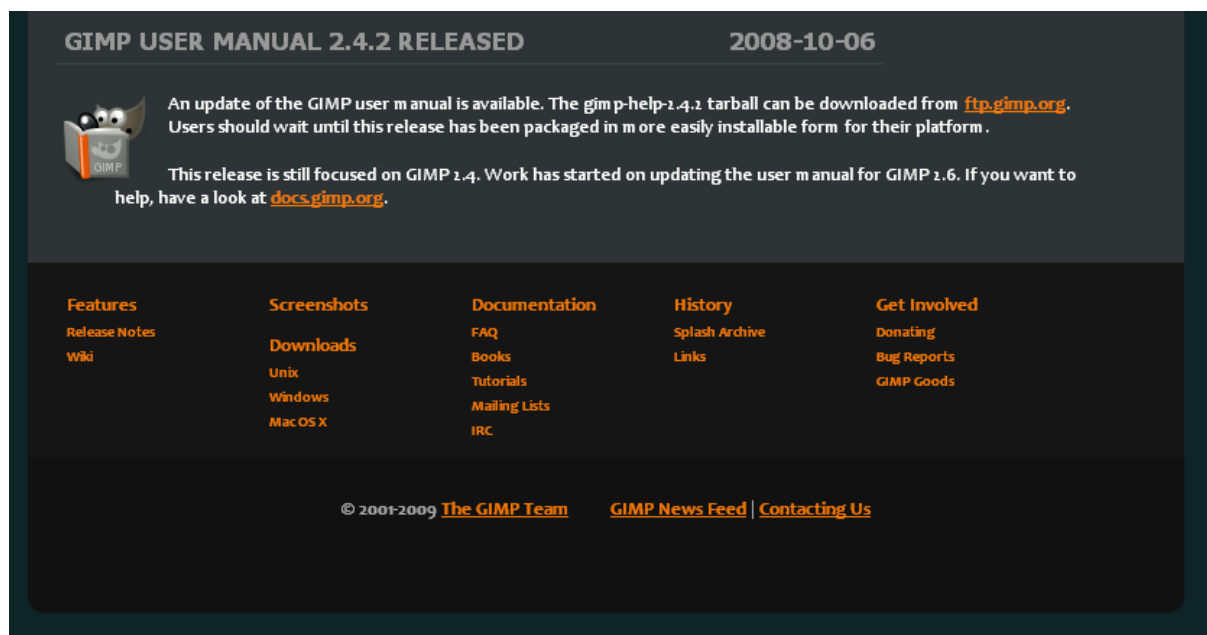 GIMP USER MANUAL 2.4.2 RELEASED 2008-10-06
An update of the GIMP user manual is available. The gimp-help-2.4.2 tarball can be downloaded from ftp.gimp.org.
Users should wait until this release has been packaged in more easily installable form for their platform.
GIMP
This release is still focused on GIMP 2.4. Work has started on updating the user manual for GIMP 2.6. If you want to
help, have a look at docs.gimp.org.
Features
Release Notes
Wiki
Screenshots
Downloads
Unix
Windows
Mac OS X
Documentation
FAQ
Books
Tutorials
Mailing Lists
IRC
History
Splash Archive
Links
Get Involved
Donating
Bug Reports
GIMP Goods
© 2001-2009 The GIMP Team GIMP News Feed | Contacting Us